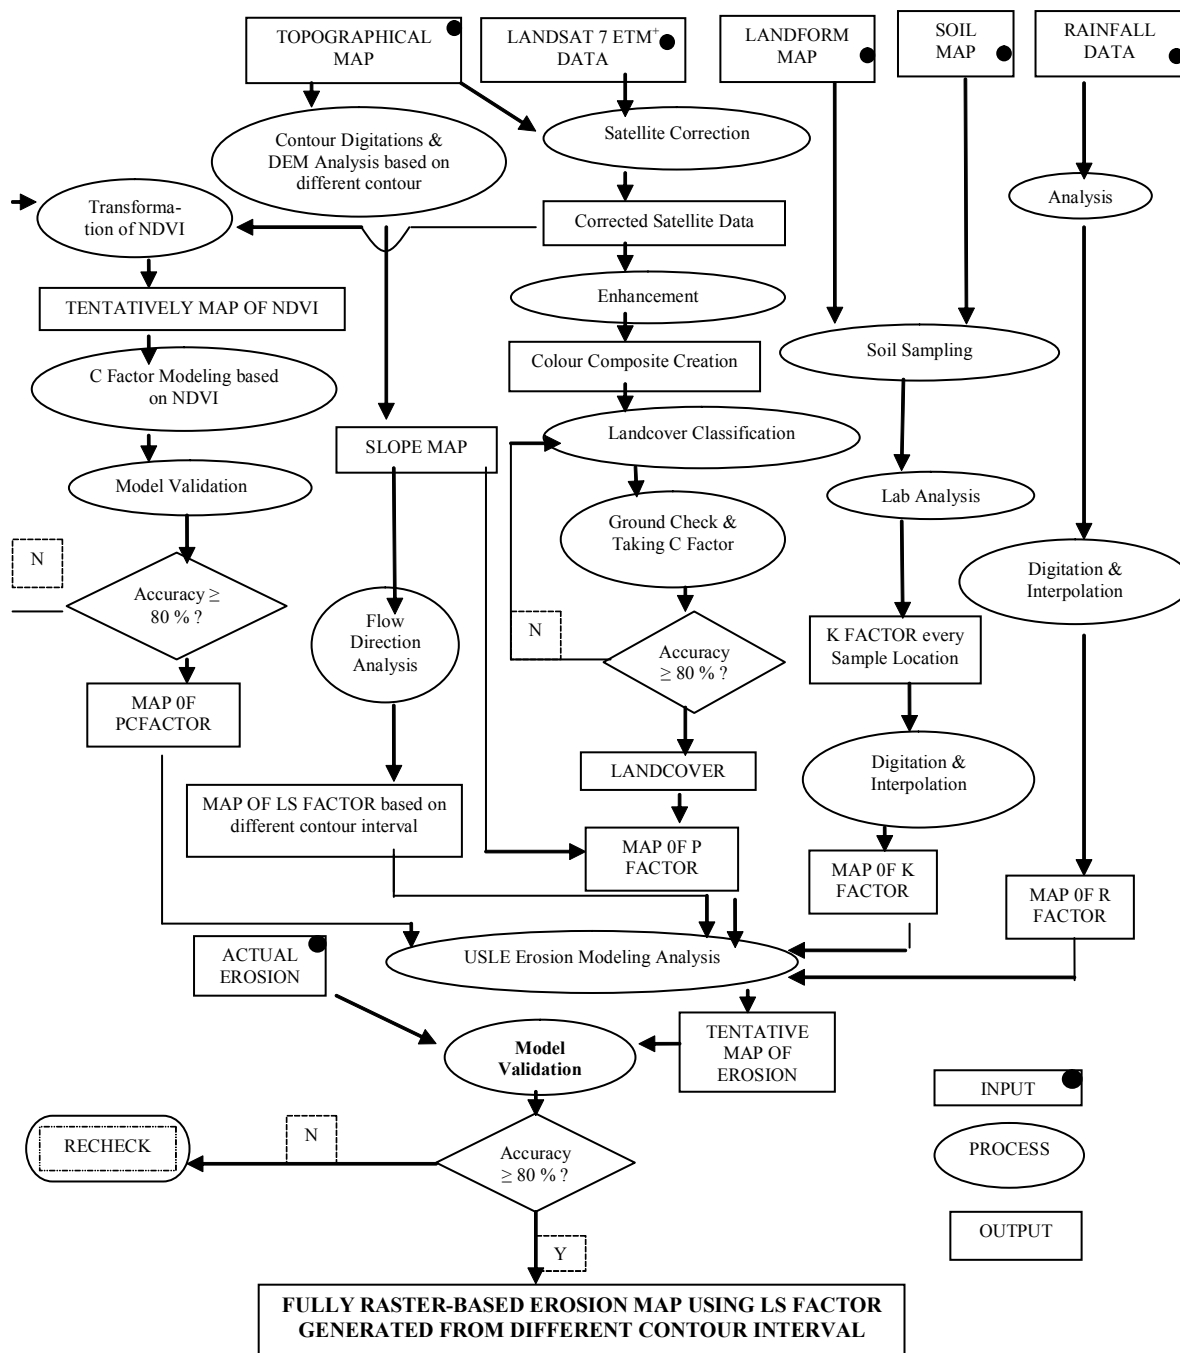 TOPOGRAPHICAL
MAP
LANDSAT 7 ETM+
DATA
LANDFORM
MAP
SOIL
MAP
RAINFALL
DATA
Contour Digitations &
DEM Analysis based on
different contour
Satellite Correction
Transforma-
tion of NDVI
Analysis
Corrected Satellite Data
TENTATIVELY MAP OF NDVI
Enhancement
Colour Composite Creation
Soil Sampling
C Factor Modeling based
on NDVI
SLOPE MAP
Landcover Classification
Model Validation
Lab Analysis
Ground Check &
Taking C Factor
N
Accuracy ≥
80 % ?
Digitation &
Interpolation
Flow
Direction
Analysis
N
Accuracy
≥ 80 % ?
K FACTOR every
Sample Location
MAP 0F
PCFACTOR
LANDCOVER
Digitation &
Interpolation
MAP OF LS FACTOR based on
different contour interval
MAP 0F P
FACTOR
MAP 0F K
FACTOR
MAP 0F R
FACTOR
ACTUAL
EROSION
USLE Erosion Modeling Analysis
Model
Validation
TENTATIVE
MAP OF
EROSION
INPUT
RECHECK
N
Accuracy
≥ 80 % ?
PROCESS
OUTPUT
Y
FULLY RASTER-BASED EROSION MAP USING LS FACTOR
GENERATED FROM DIFFERENT CONTOUR INTERVAL